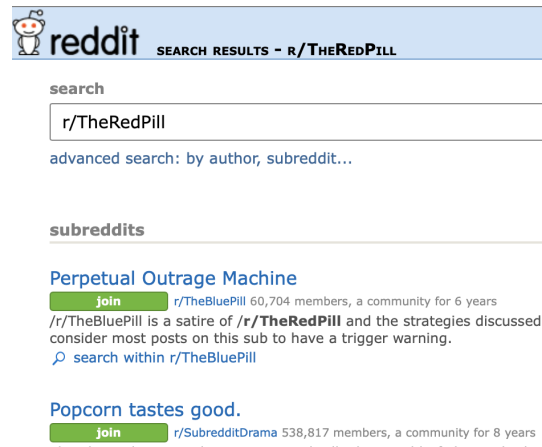 reddit SEARCH RESULTS - R/THEREDPILL
search
r/TheRedPill
advanced search: by author, subreddit...
subreddits
Perpetual Outrage Machine
join r/TheBluePill 60,704 members, a community for 6 years
/r/TheBluePill is a satire of /r/TheRedPill and the strategies discussed
consider most posts on this sub to have a trigger warning.
search within r/TheBluePill
Popcorn tastes good.
join r/SubredditDrama 538,817 members, a community for 8 years